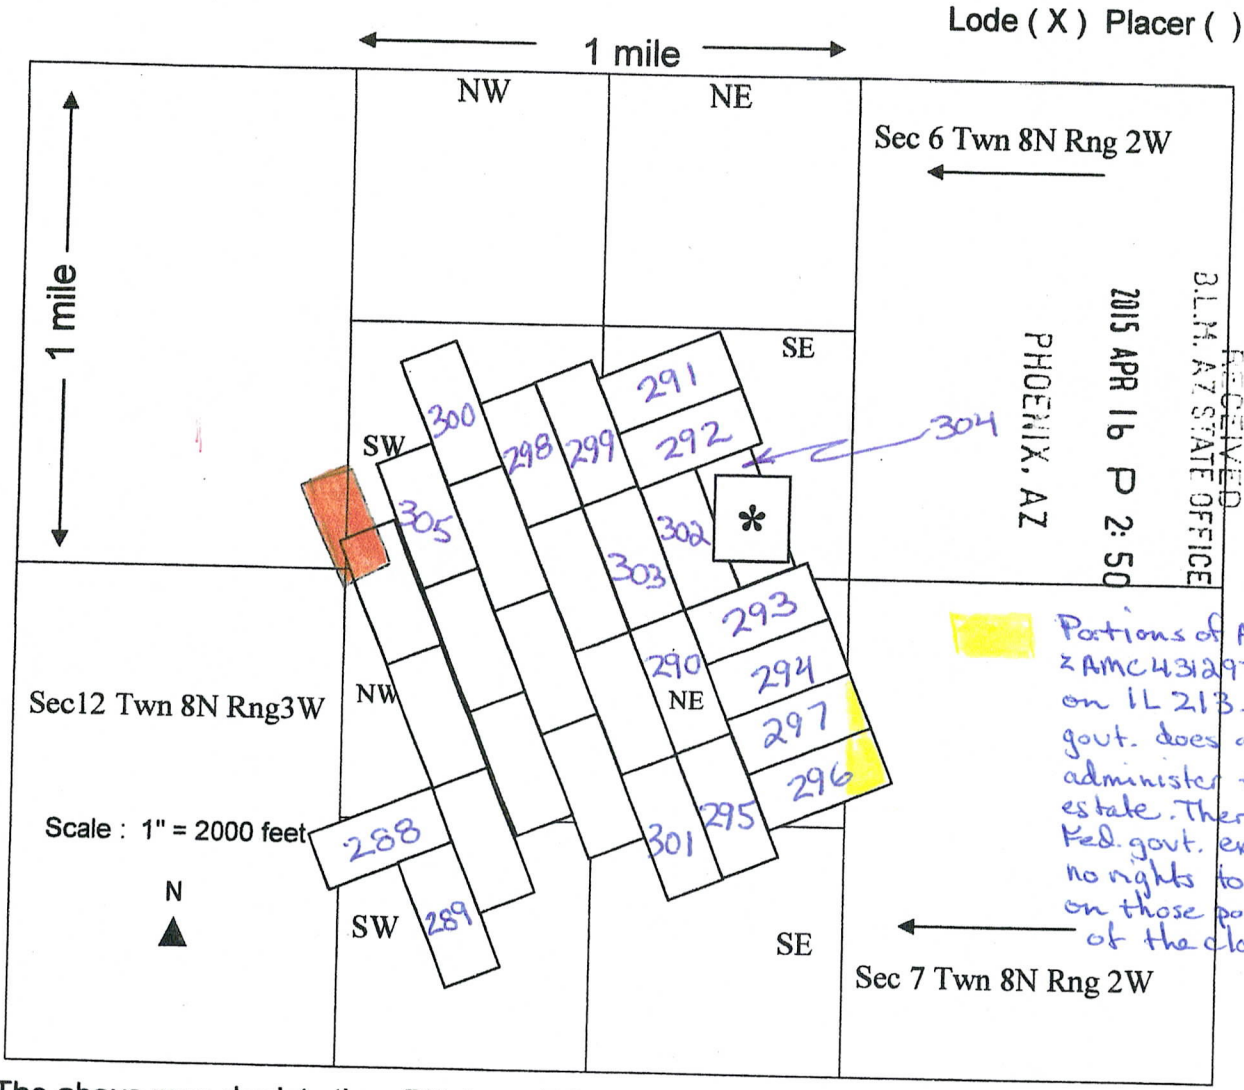 Lode ( X ) Placer ( )
1 mile
NW
NE
Sec 6 Twn 8N Rng 2W
1 mile
RECEIVED
B.L.M. AZ STATE OFFICE
2015 APR 16 P 2:50
PHOENIX, AZ
SE
SW
291
300
292
304
298
299
305
302
*
303
293
290
294
NE
NW
297
296
295
301
288
289
Sec12 Twn 8N Rng3W
Scale : 1" = 2000 feet
N
SW
SE
Sec 7 Twn 8N Rng 2W
Portions of
on IL 213
govt. does
administer
estate.
Fed. govt.
no rights to
on those
of the
The above map depicts the